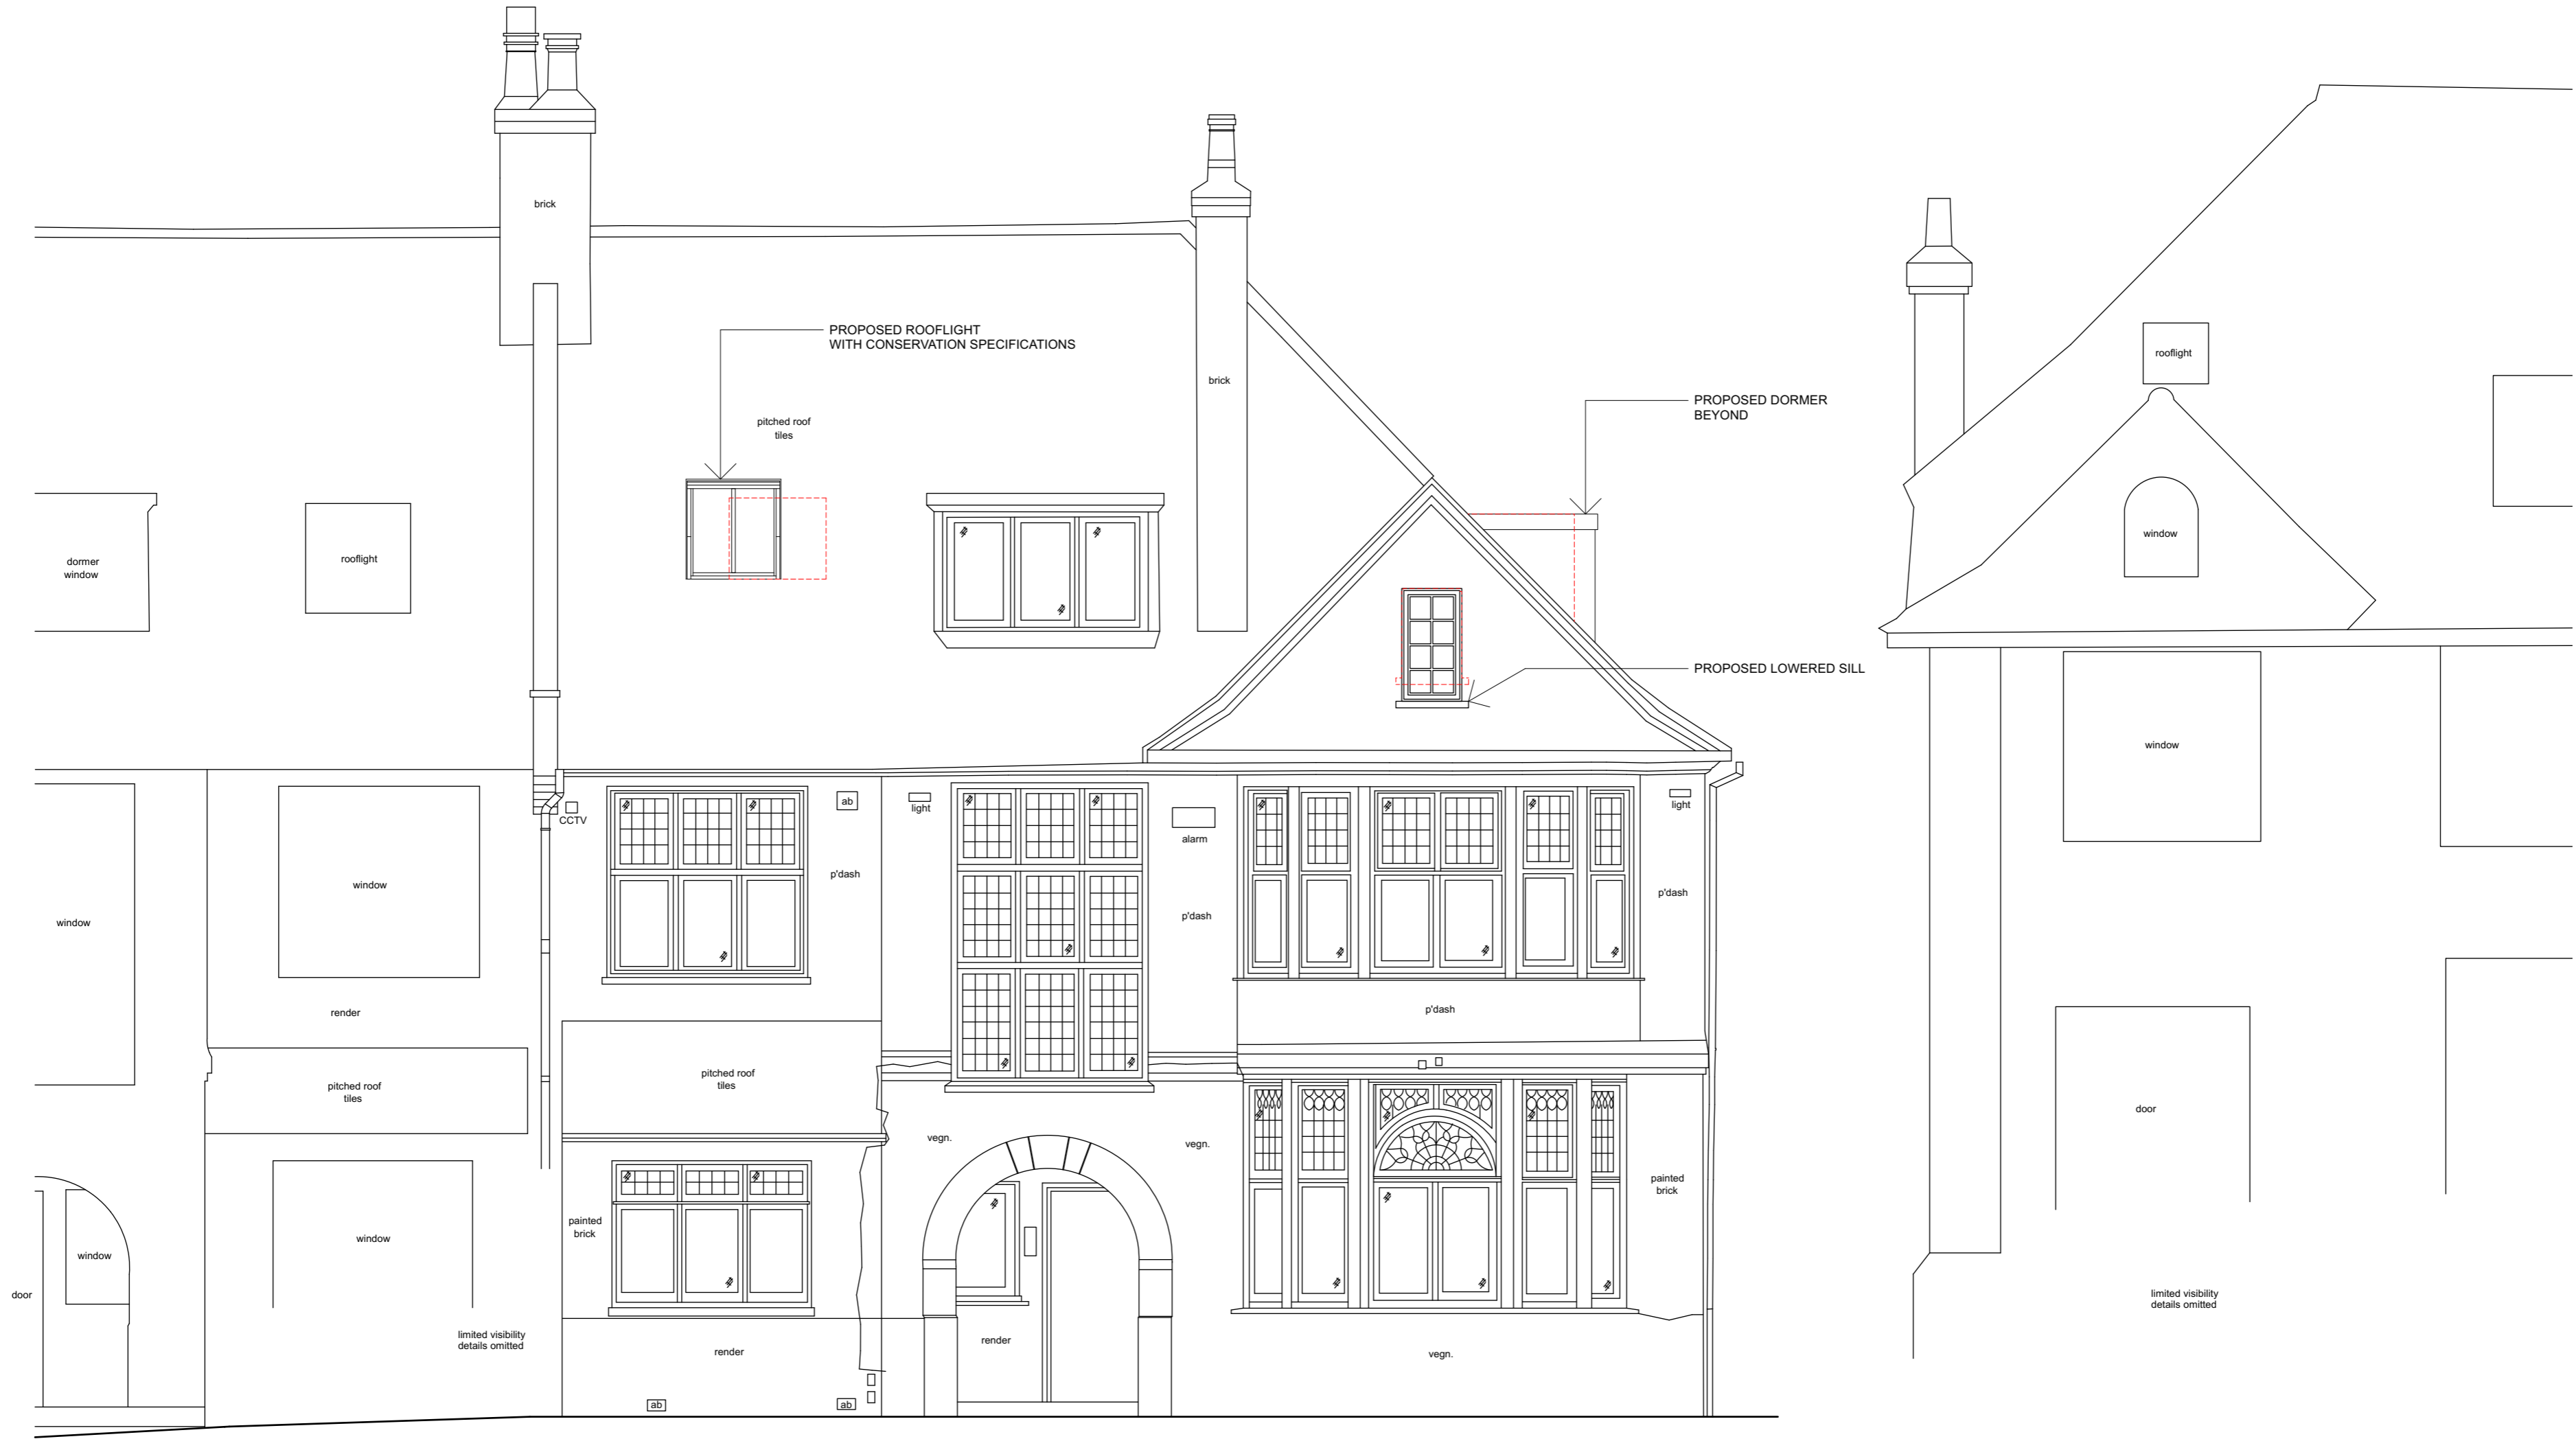 brick
PROPOSED ROOFLIGHT
WITH CONSERVATION SPECIFICATIONS
rooflight
brick
PROPOSED DORMER
BEYOND
pitched roof
tiles
window
dormer
window
rooflight
PROPOSED LOWERED SILL
window
ab
light
light
CCTV
alarm
p'dash
window
p'dash
p'dash
window
render
p'dash
pitched roof
tiles
pitched roof
tiles
door
vegn.
vegn.
painted
brick
painted
brick
window
window
door
limited visibility
details omitted
limited visibility
details omitted
render
render
vegn.
ab
ab